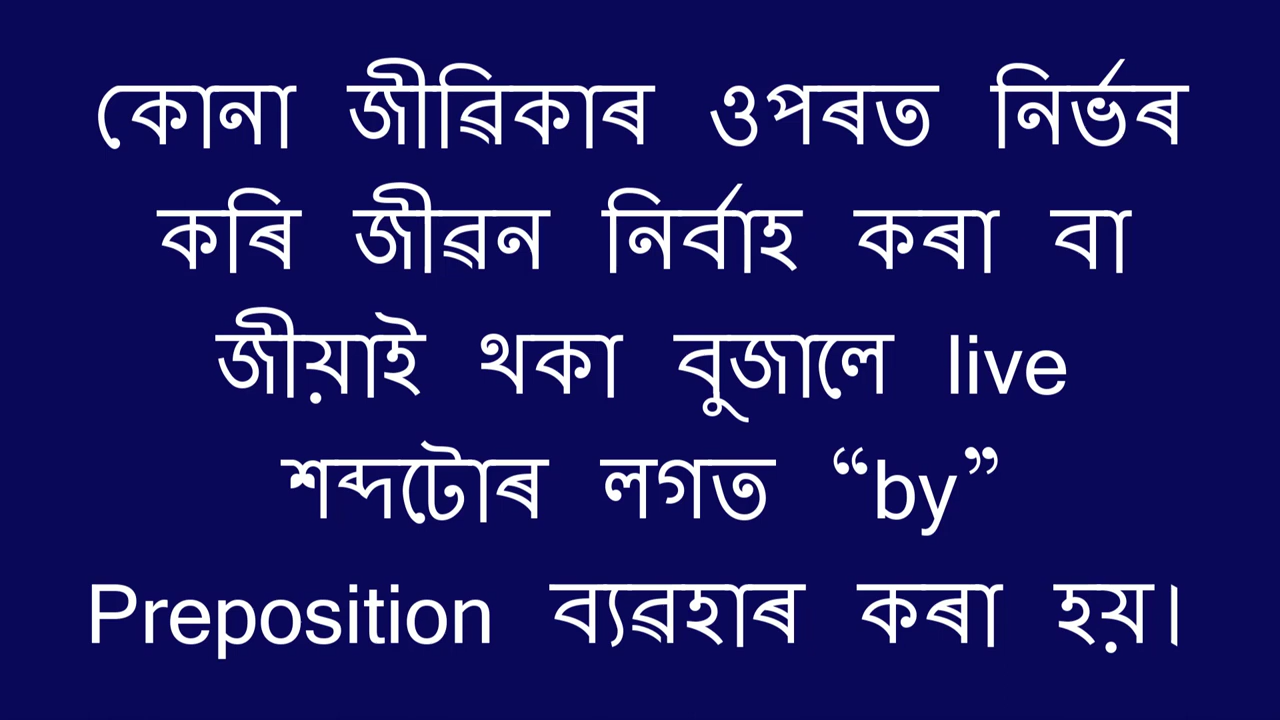 কোনা জীৱিকাৰ ওপৰত নিৰ্ভৰ
কৰি জীৱন নিৰ্বাহ কৰা বা
জীয়াই থকা বুজালে live
শব্দটোৰ লগত “by”
Preposition ব্যৱহাৰ কৰা হয়।